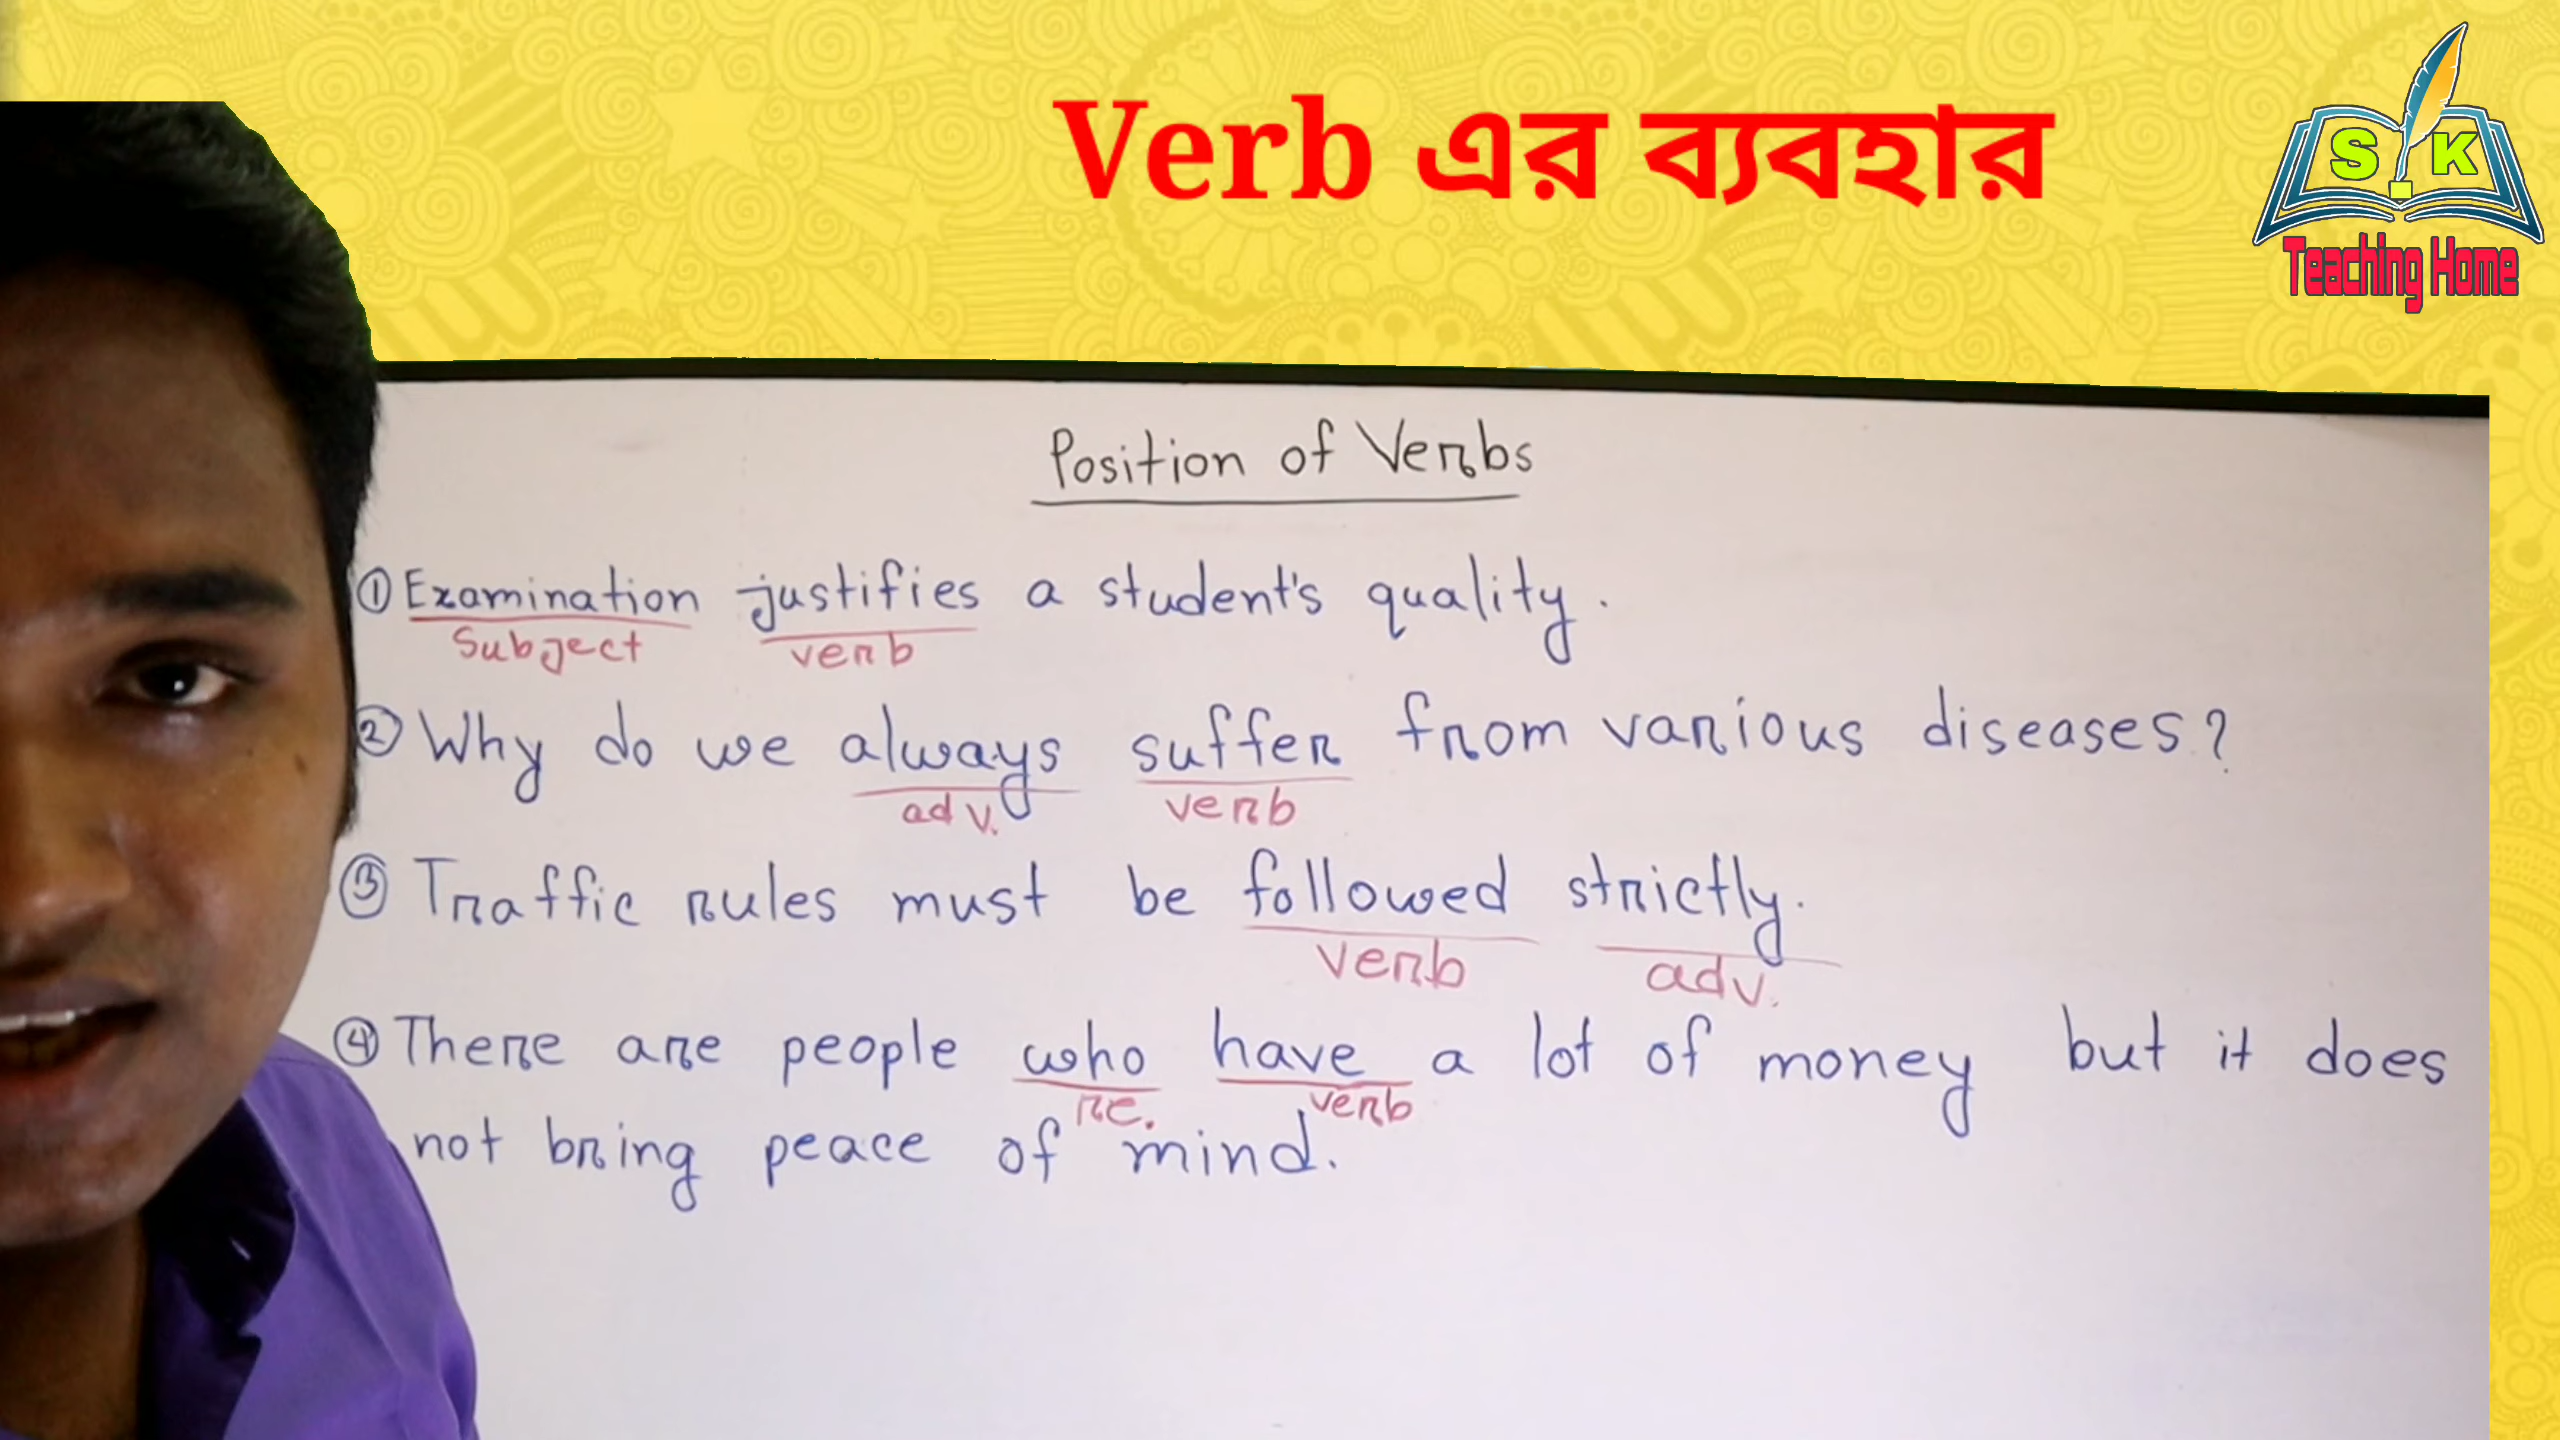 Verb এর ব্যবহার
S K
Teaching Home
Position of Verbs
① Examination justifies a student's quality.
Subject verb
② Why do we always suffer from various diseases?
adv. verb
③ Traffic rules must be followed strictly.
verb adv.
④ There are people who have a lot of money but it does
re. verb
not bring peace of mind.